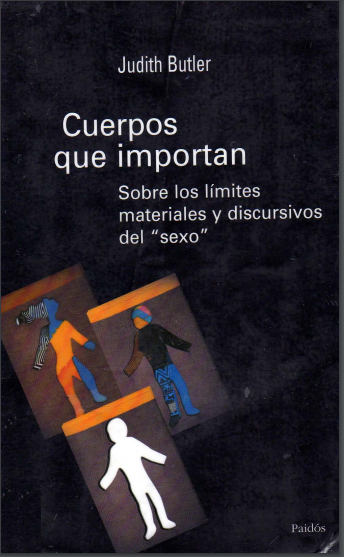 Judith Butler
Cuerpos
que importan
Sobre los límites
materiales y discursivos
del “sexo”
Paidós